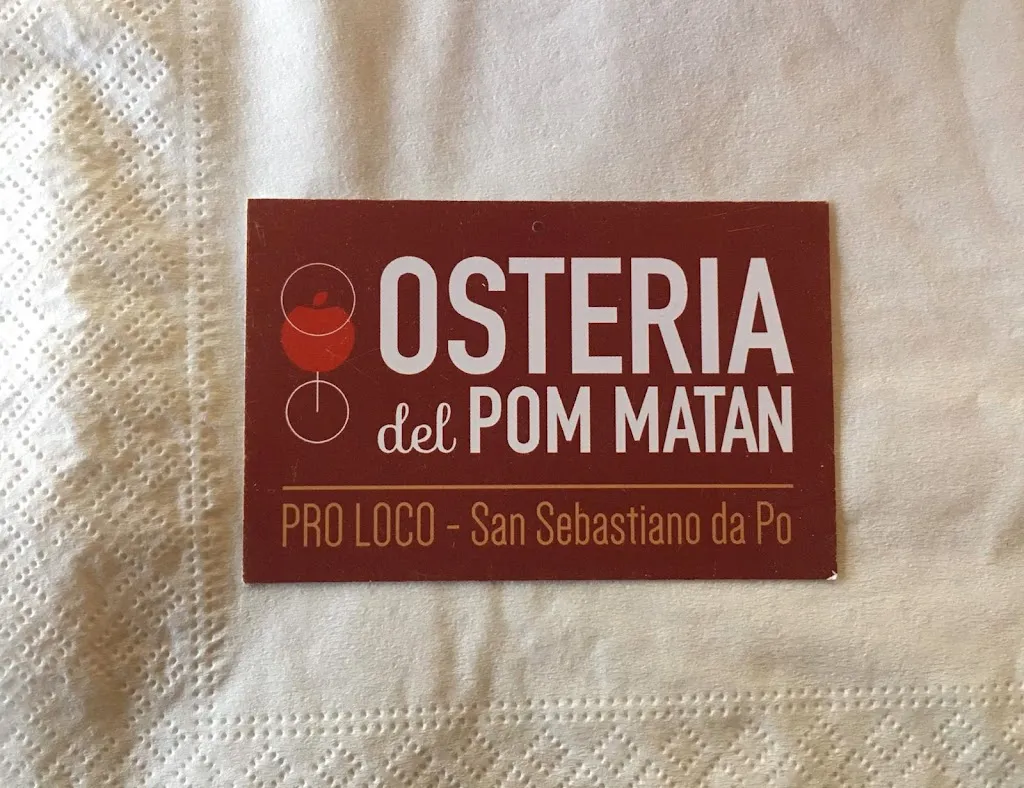 OSTERIA
del POM MATAN
PRO LOCO - San Sebastiano da Po